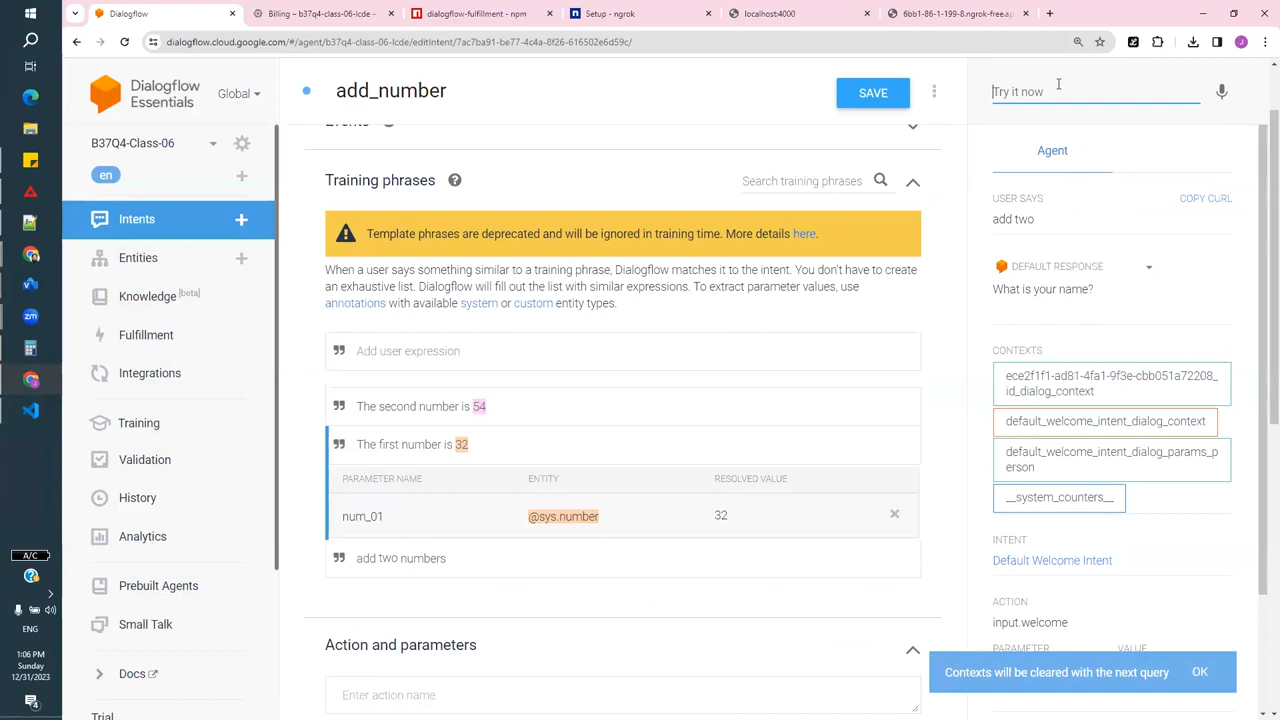 Dialogflow
Billing – b37q4-class-06-lcde –
dialogflow-fulfillment - npm
Setup - ngrok
localhost:4000
6bb1-86-1-199-8.ngrok-free.ap
dialogflow.cloud.google.com/#/agent/b37q4-class-06-lcde/editIntent/7ac7ba91-be77-4c4a-8f26-616502e6d59c/
J
Dialogflow
Essentials
Global
add_number
SAVE
Try it now
B37Q4-Class-06
en
Intents
Entities
Knowledge [beta]
Fulfillment
Integrations
Training
Validation
History
Analytics
Prebuilt Agents
Small Talk
Docs
Trial
Events
Training phrases
Search training phrases
Template phrases are deprecated and will be ignored in training time. More details here.
When a user says something similar to a training phrase, Dialogflow matches it to the intent. You don't have to create
an exhaustive list. Dialogflow will fill out the list with similar expressions. To extract parameter values, use
annotations with available system or custom entity types.
Add user expression
The second number is 54
The first number is 32
PARAMETER NAME ENTITY RESOLVED VALUE
num_01 @sys.number 32
add two numbers
Action and parameters
Enter action name
Agent
USER SAYS COPY CURL
add two
DEFAULT RESPONSE
What is your name?
CONTEXTS
ece2f1f1-ad81-4fa1-9f3e-cbb051a72208_
id_dialog_context
default_welcome_intent_dialog_context
default_welcome_intent_dialog_params_p
erson
__system_counters__
INTENT
Default Welcome Intent
ACTION
input.welcome
PARAMETER VALUE
Contexts will be cleared with the next query OK
A/C
ENG
1:06 PM
Sunday
12/31/2023